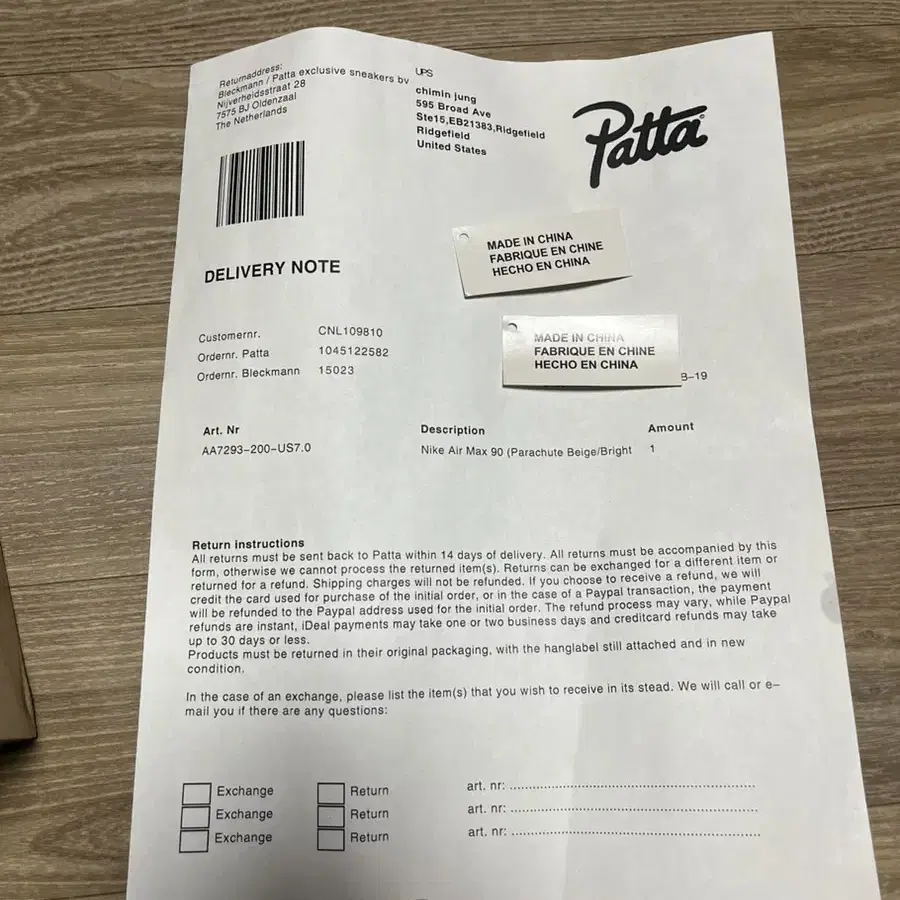 Returnaddress:
Bleckmann / Patta exclusive sneakers bv
Nijverheidsstraat 28
7575 BJ Oldenzaal
The Netherlands
UPS
chimin jung
595 Broad Ave
Ste15,EB21383,Ridgefield
Ridgefield
United States
Patta
MADE IN CHINA
FABRIQUE EN CHINE
HECHO EN CHINA
DELIVERY NOTE
MADE IN CHINA
FABRIQUE EN CHINE
HECHO EN CHINA
Customernr. CNL109810
Ordernr. Patta 1045122582
Ordernr. Bleckmann 15023
-19
Art. Nr Description Amount
AA7293-200-US7.0 Nike Air Max 90 (Parachute Beige/Bright 1
Return instructions
All returns must be sent back to Patta within 14 days of delivery. All returns must be accompanied by this
form, otherwise we cannot process the returned item(s). Returns can be exchanged for a different item or
returned for a refund. Shipping charges will not be refunded. If you choose to receive a refund, we will
credit the card used for purchase of the initial order, or in the case of a Paypal transaction, the payment
will be refunded to the Paypal address used for the initial order. The refund process may vary, while Paypal
refunds are instant, iDeal payments may take one or two business days and creditcard refunds may take
up to 30 days or less.
Products must be returned in their original packaging, with the hanglabel still attached and in new
condition.
In the case of an exchange, please list the item(s) that you wish to receive in its stead. We will call or e-
mail you if there are any questions:
Exchange Return art. nr: ................................................
Exchange Return art. nr: ................................................
Exchange Return art. nr: ................................................